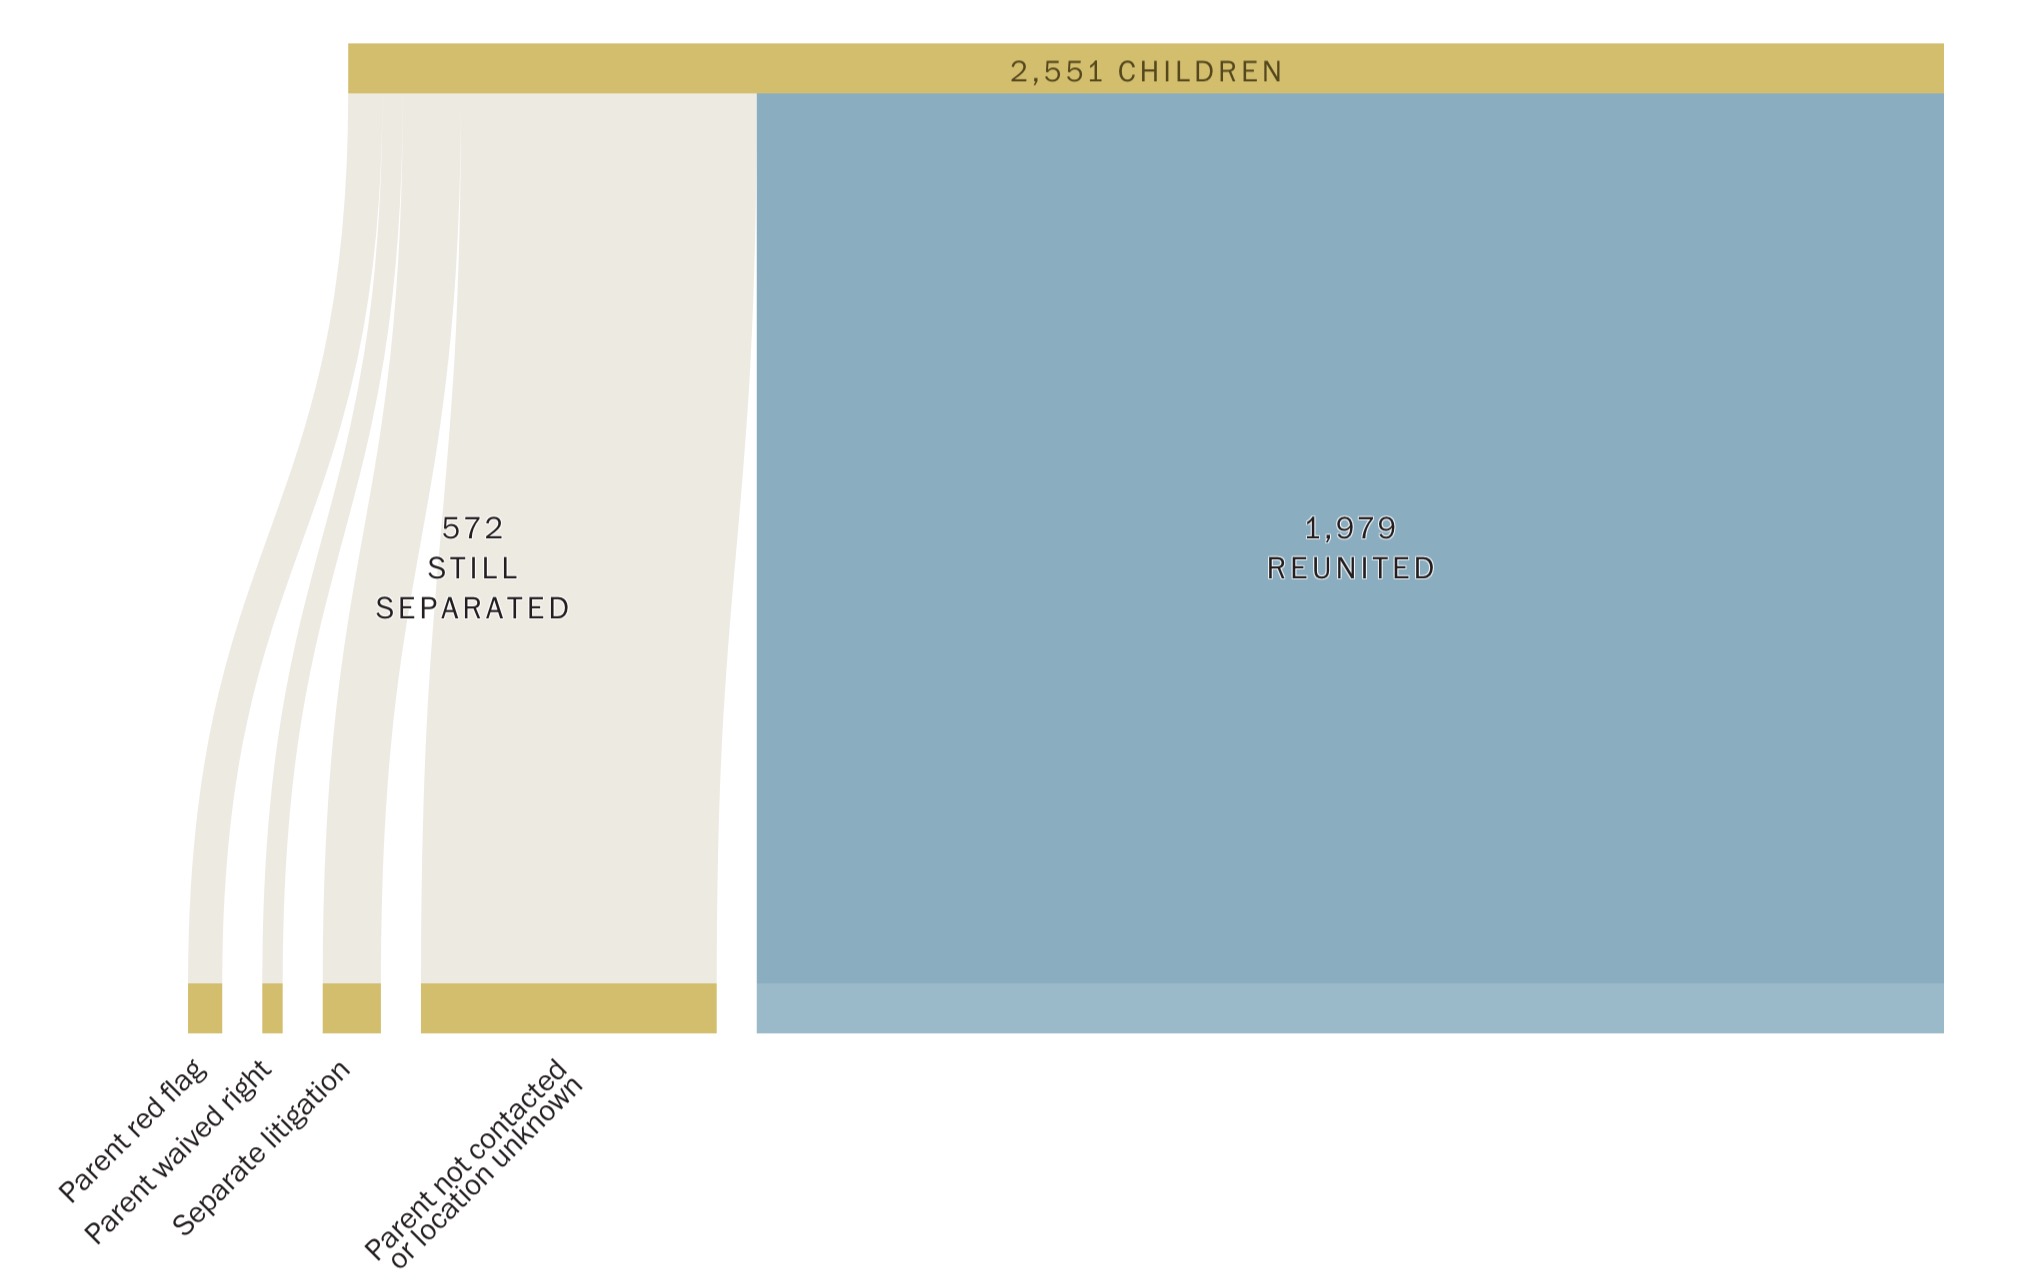 2,551 CHILDREN
572
STILL
SEPARATED
1,979
REUNITED
Parent red flag
Parent waived right
Separate litigation
Parent not contacted
or location unknown